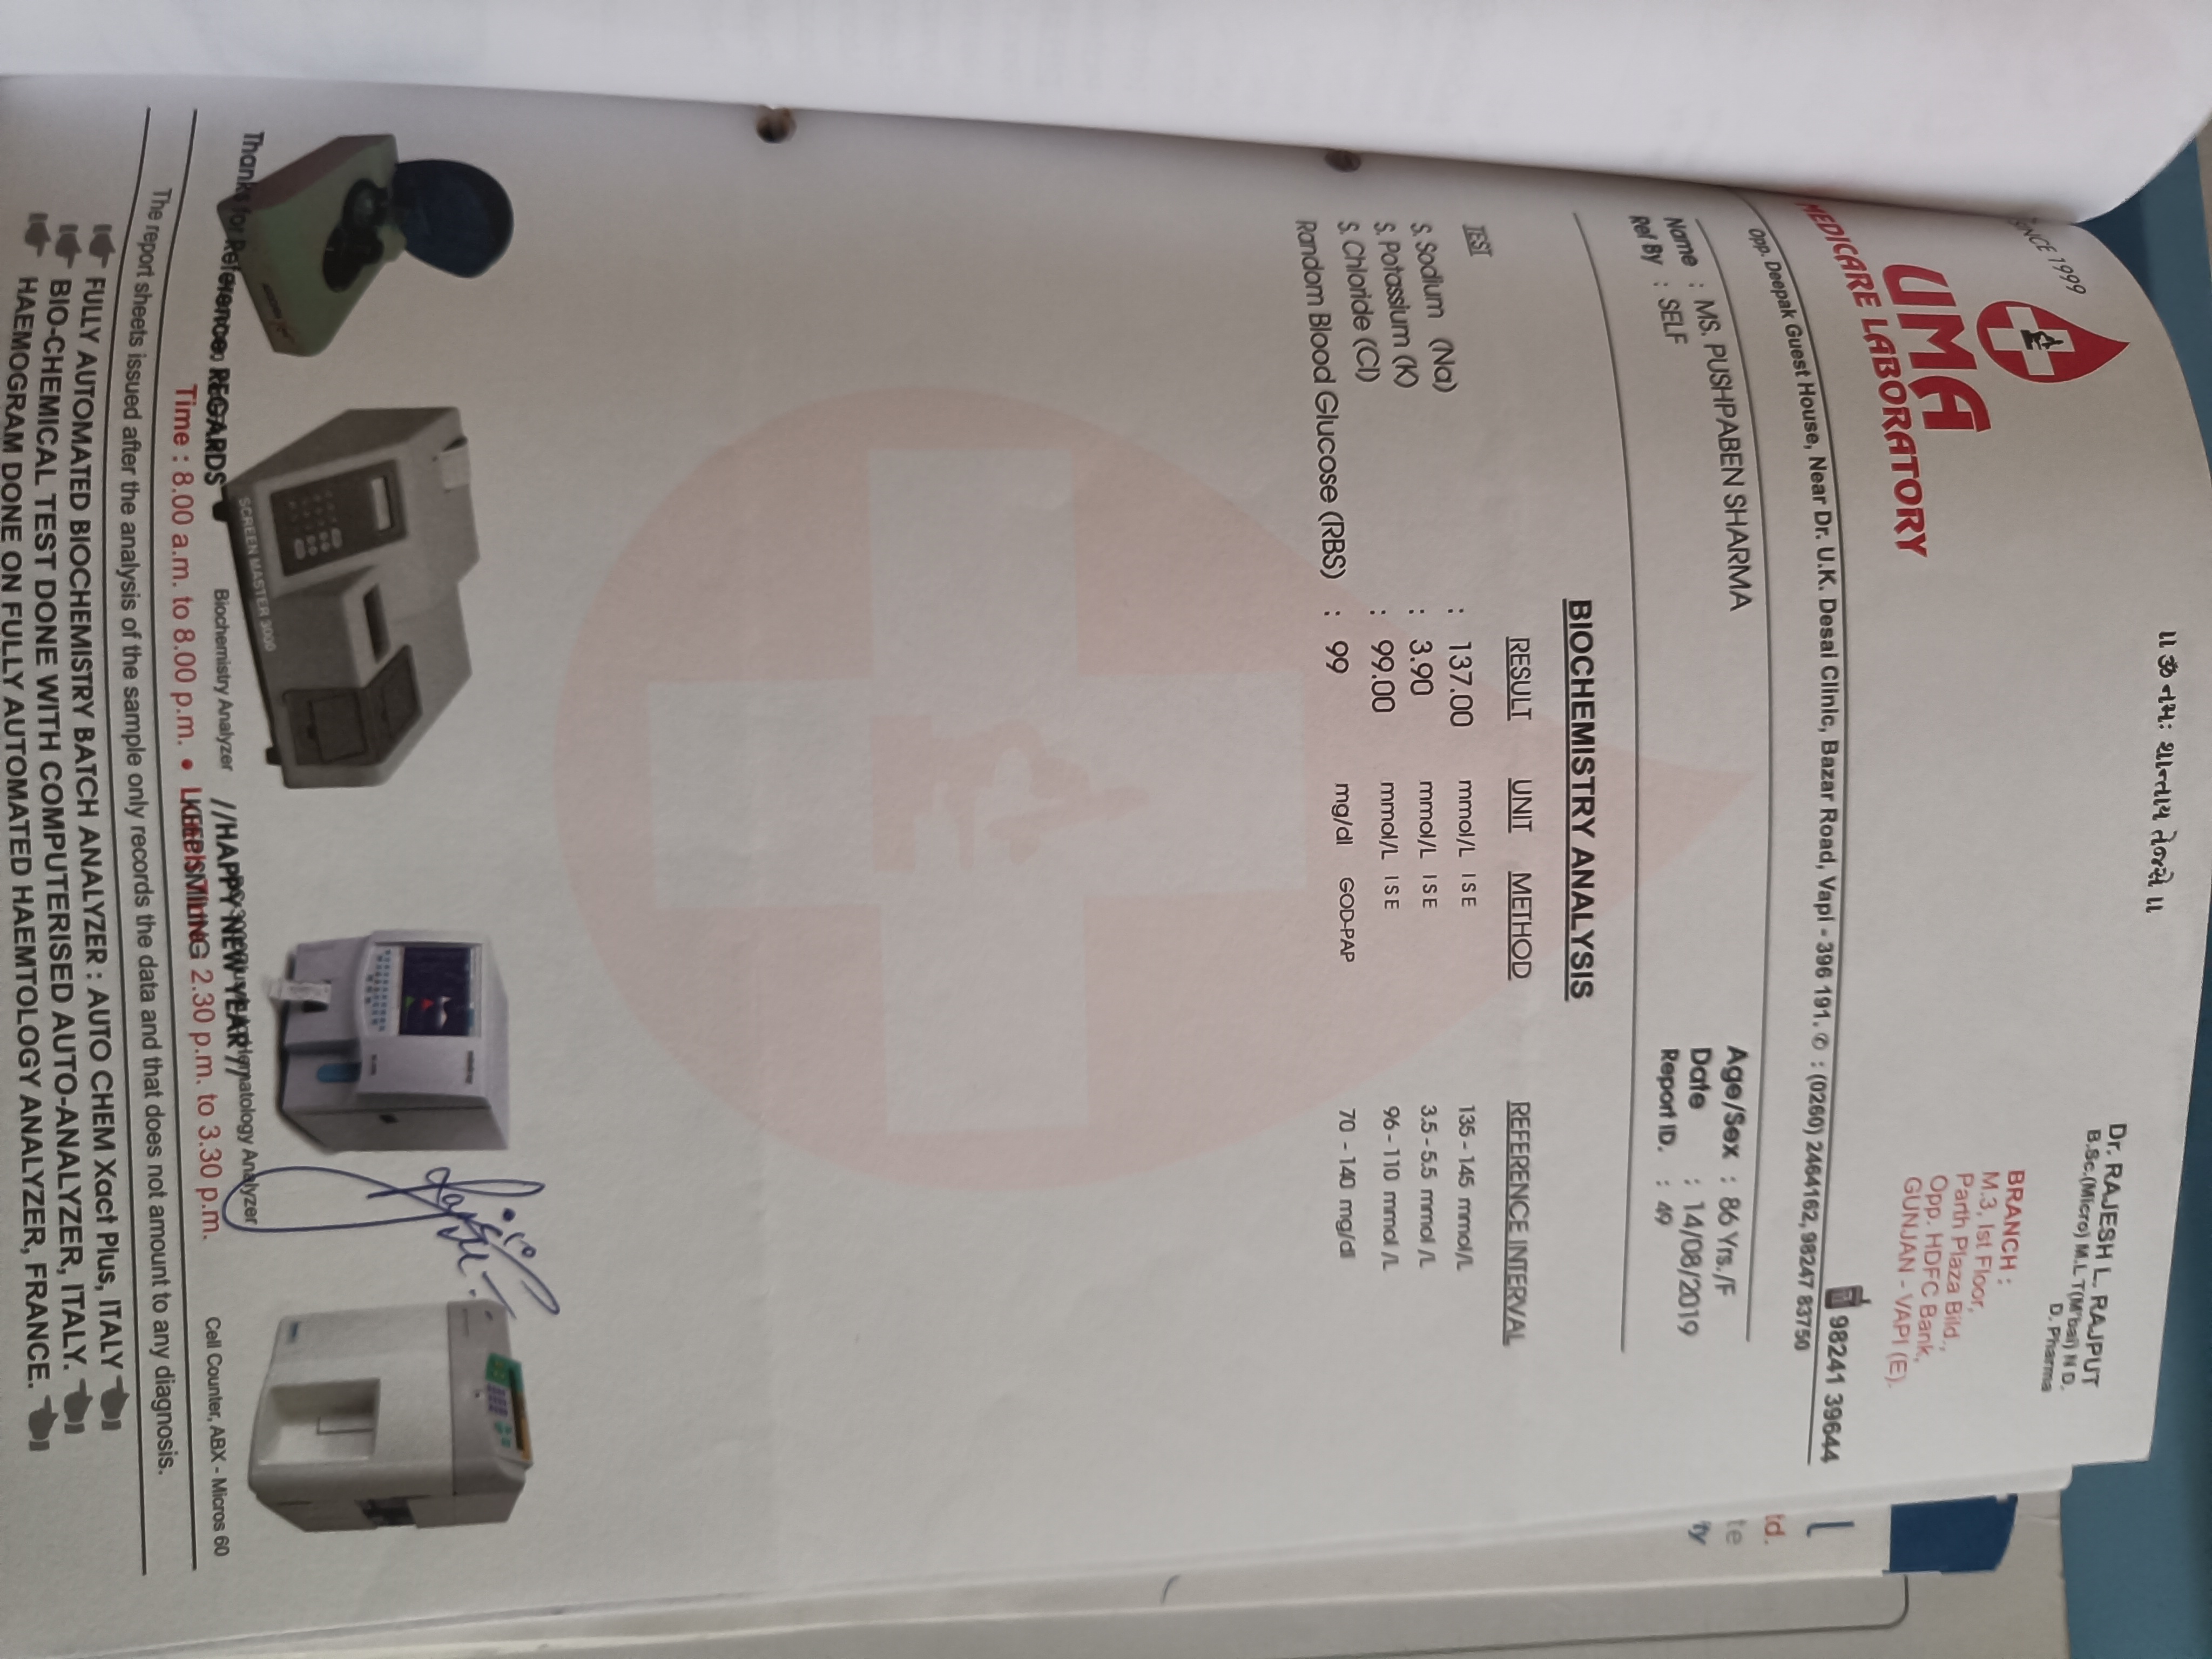 ॥ ૐ નમઃ શાન્તાય તેજસે ॥
SINCE 1999
UMA
MEDICARE LABORATORY
Dr. RAJESH L. RAJPUT
B.Sc.(Micro) M.L T(M'bai) N D.
D. Pharma
BRANCH :
M.3, Ist Floor,
Parth Plaza Bild.,
Opp. HDFC Bank,
GUNJAN - VAPI (E).
98241 39644
Opp. Deepak Guest House, Near Dr. U.K. Desai Clinic, Bazar Road, Vapi - 396 191. ✆ : (0260) 2464162, 98247 83750
Name : MS. PUSHPABEN SHARMA Age/Sex : 86 Yrs./F
Ref By : SELF Date : 14/08/2019
Report ID. : 49
BIOCHEMISTRY ANALYSIS
TEST RESULT UNIT METHOD REFERENCE INTERVAL
S. Sodium (Na) : 137.00 mmol/L I S E 135 - 145 mmol/L
S. Potassium (K) : 3.90 mmol/L I S E 3.5 - 5.5 mmol /L
S. Chloride (Cl) : 99.00 mmol/L I S E 96 - 110 mmol /L
Random Blood Glucose (RBS) : 99 mg/dl GOD-PAP 70 - 140 mg/dl
SCREEN MASTER 3000
Thanks for Reference. REGARDS
Biochemistry Analyzer
//HAPPY NEW YEAR //
Hematology Analyzer
Cell Counter, ABX - Micros 60
KEEP SMILING
Time : 8.00 a.m. to 8.00 p.m. • 2.30 p.m. to 3.30 p.m.
The report sheets issued after the analysis of the sample only records the data and that does not amount to any diagnosis.
FULLY AUTOMATED BIOCHEMISTRY BATCH ANALYZER : AUTO CHEM Xact Plus, ITALY
BIO-CHEMICAL TEST DONE WITH COMPUTERISED AUTO-ANALYZER, ITALY.
HAEMOGRAM DONE ON FULLY AUTOMATED HAEMTOLOGY ANALYZER, FRANCE.
td.
te
ty